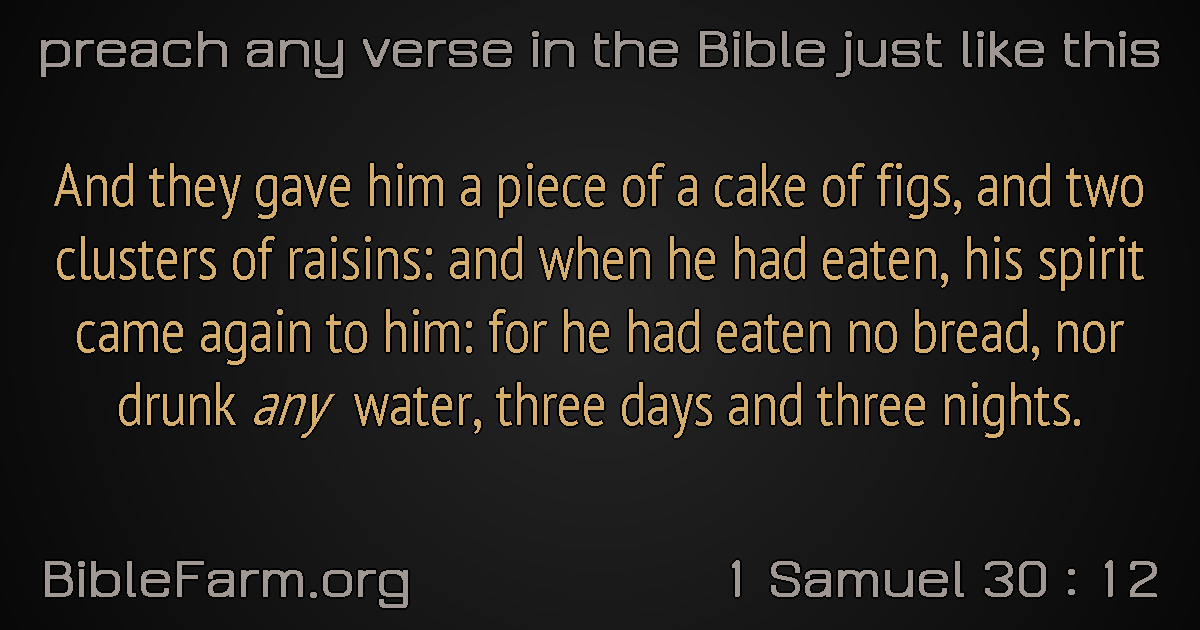 preach any verse in the Bible just like this
And they gave him a piece of a cake of figs, and two
clusters of raisins: and when he had eaten, his spirit
came again to him: for he had eaten no bread, nor
drunk any water, three days and three nights.
BibleFarm.org
1 Samuel 30 : 12